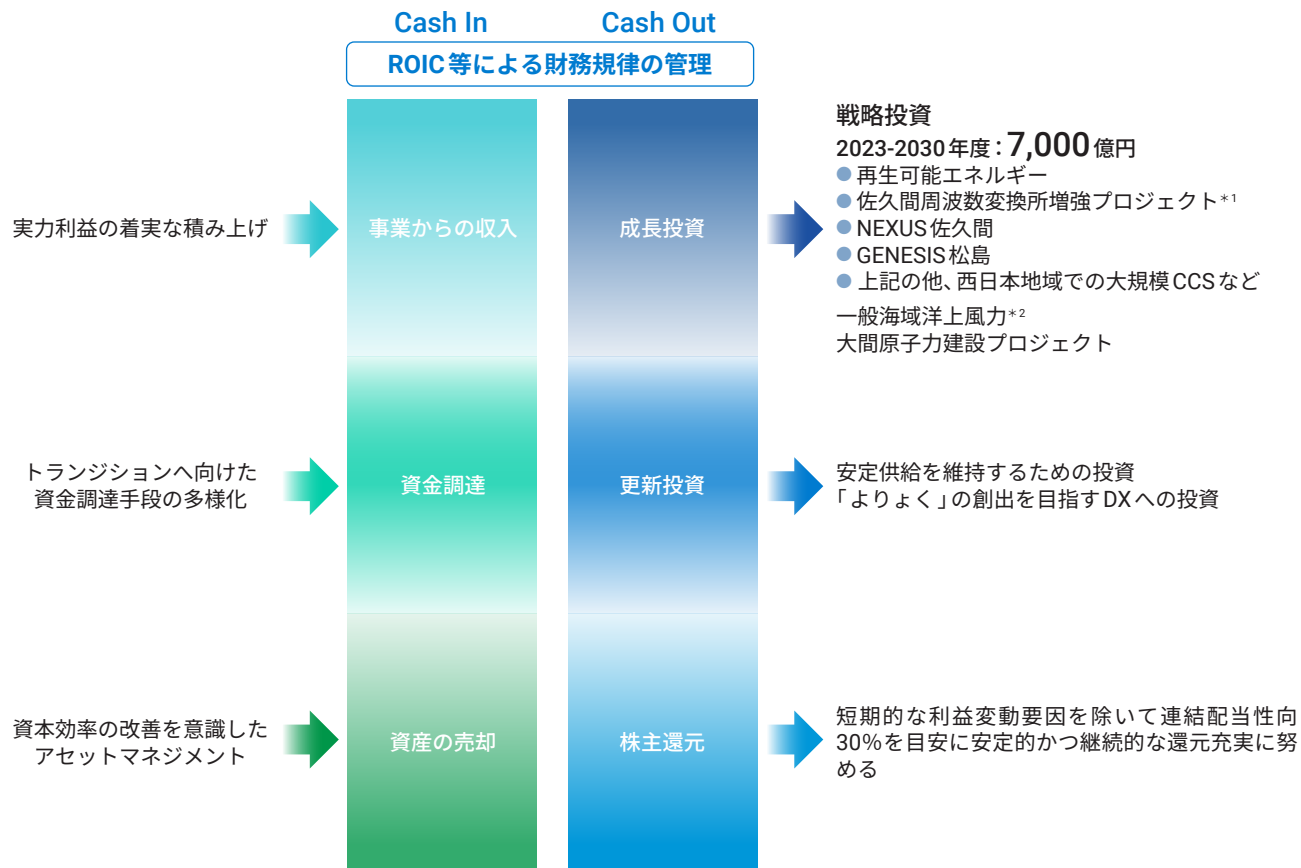 Cash In
Cash Out
ROIC等による財務規律の管理
実力利益の着実な積み上げ
事業からの収入
成長投資
戦略投資
2023-2030年度：7,000億円
● 再生可能エネルギー
● 佐久間周波数変換所増強プロジェクト＊1
● NEXUS佐久間
● GENESIS松島
● 上記の他、西日本地域での大規模CCSなど
一般海域洋上風力＊2
大間原子力建設プロジェクト
トランジションへ向けた
資金調達手段の多様化
資金調達
更新投資
安定供給を維持するための投資
「よりょく」の創出を目指すDXへの投資
資本効率の改善を意識した
アセットマネジメント
資産の売却
株主還元
短期的な利益変動要因を除いて連結配当性向
30％を目安に安定的かつ継続的な還元充実に努
める